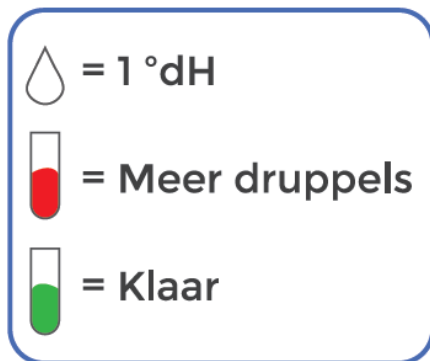 = 1 °dH
= Meer druppels
= Klaar